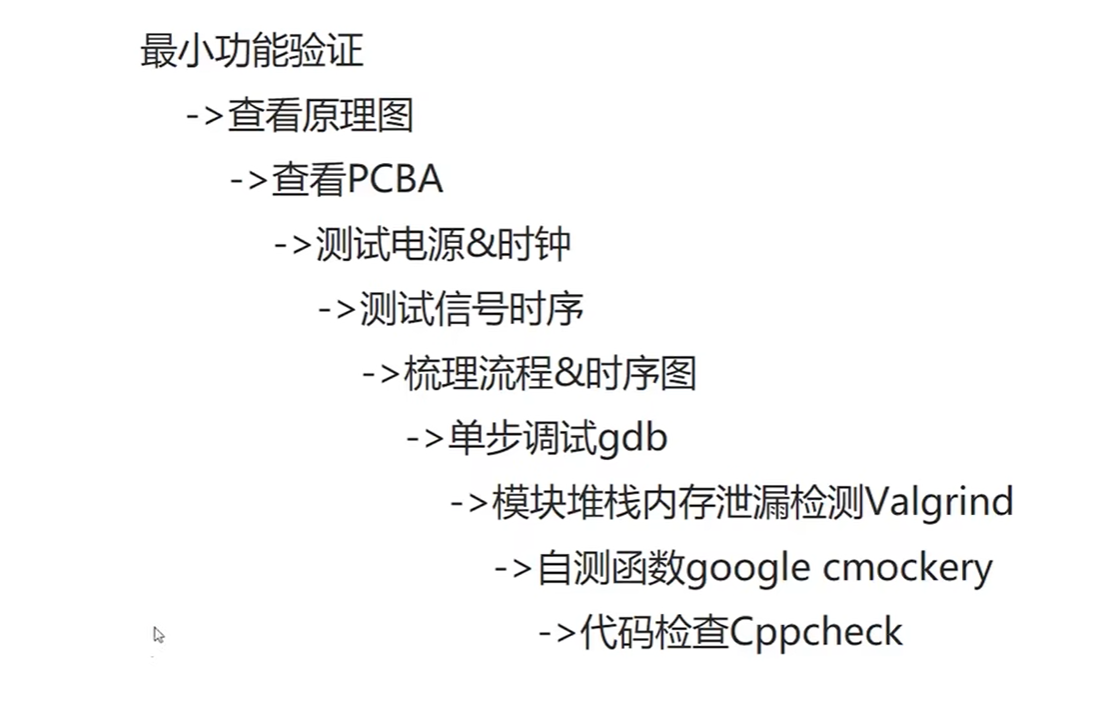 最小功能验证
->查看原理图
->查看PCBA
->测试电源&时钟
->测试信号时序
->梳理流程&时序图
->单步调试gdb
->模块堆栈内存泄漏检测Valgrind
->自测函数google cmockery
->代码检查Cppcheck